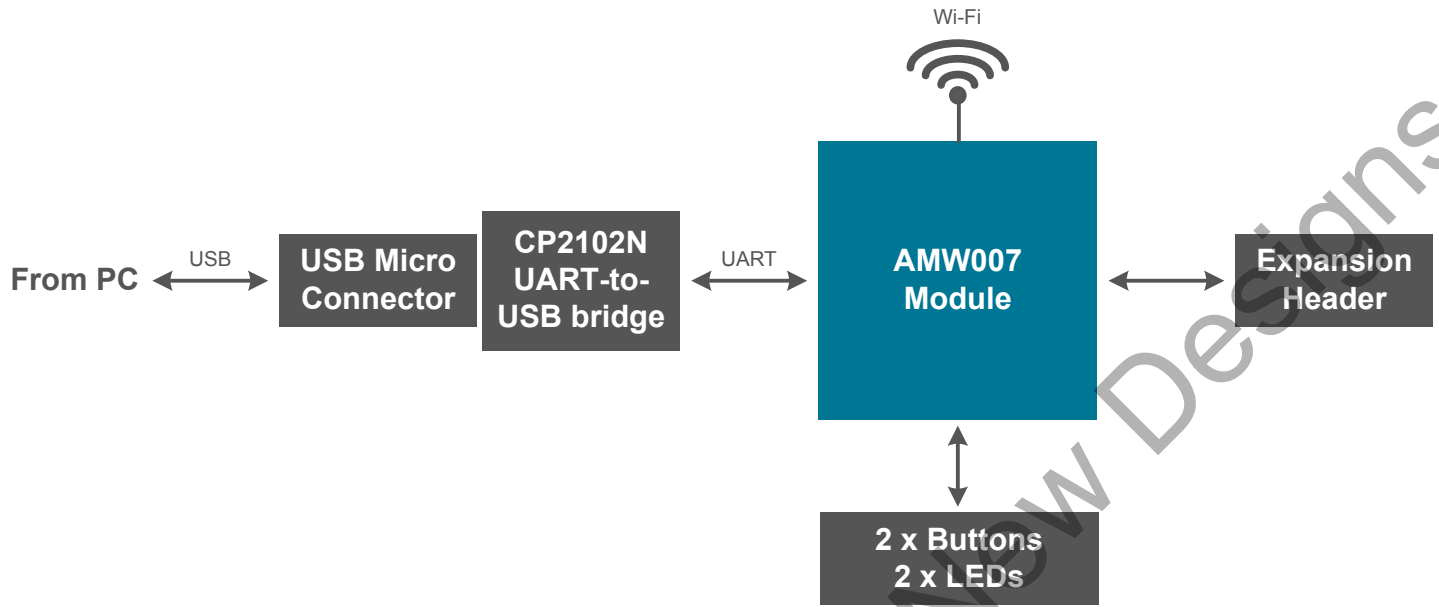 Wi-Fi
From PC
USB
USB Micro
Connector
CP2102N
UART-to-
USB bridge
UART
AMW007
Module
Expansion
Header
2 x Buttons
2 x LEDs
New Designs